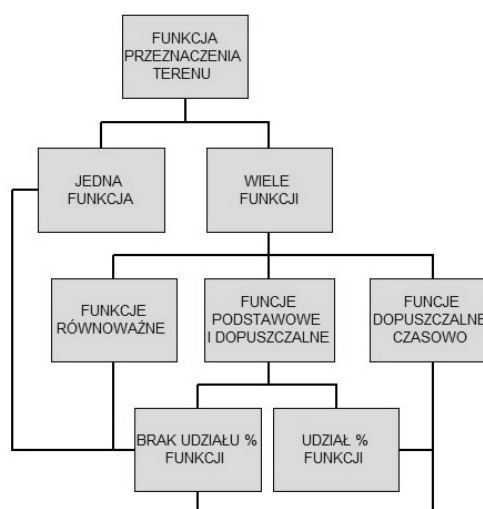 FUNKCJA
PRZEZNACZENIA
TERENU
JEDNA
FUNKCJA
WIELE
FUNKCJI
FUNKCJE
RÓWNOWAŻNE
FUNCJE
PODSTAWOWE
I DOPUSZCZALNE
FUNCJE
DOPUSZCZALNE
CZASOWO
BRAK UDZIAŁU %
FUNKCJI
UDZIAŁ %
FUNKCJI